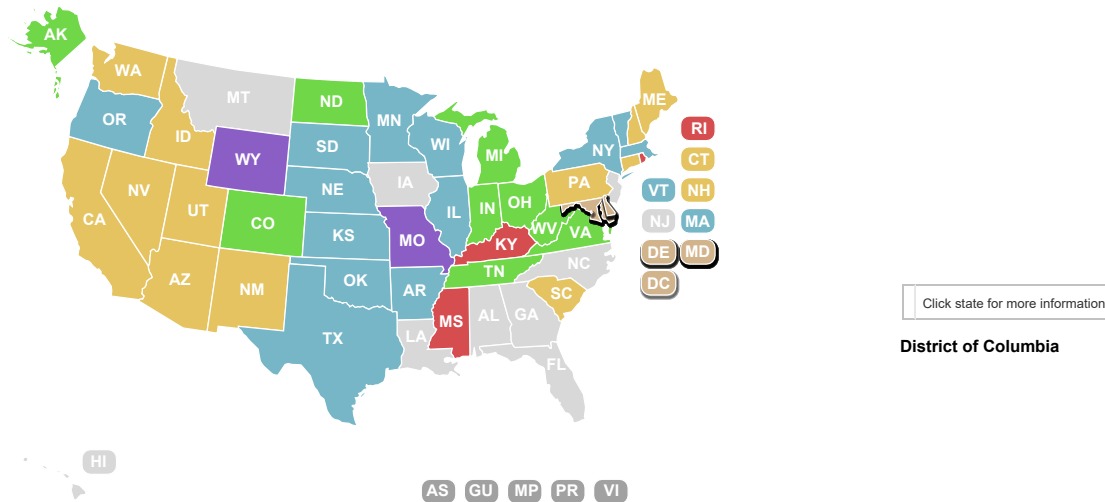 AK
WA
MT
ND
ME
OR
MN
RI
ID
SD
WI
NY
MI
WY
CT
IA
NE
PA
NV
UT
VT
NH
OH
IN
IL
CA
CO
NJ
MA
WV
VA
KS
MO
KY
DE
MD
NC
TN
AZ
OK
NM
AR
DC
SC
MS
AL
GA
Click state for more information
TX
LA
District of Columbia
FL
HI
AS
GU
MP
PR
VI